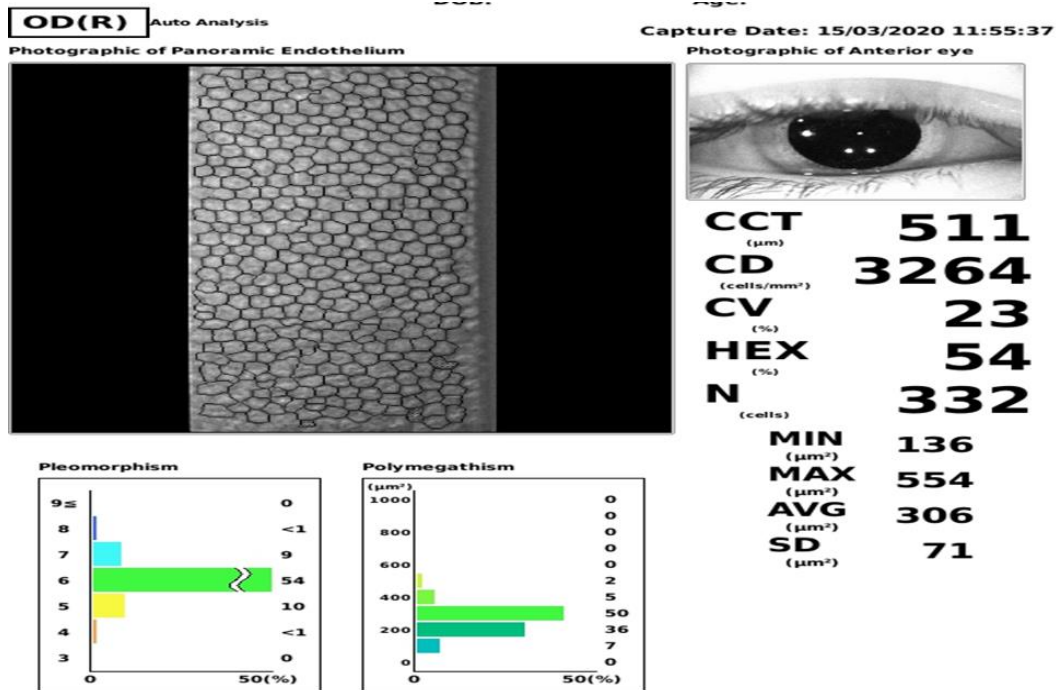 OD(R) Auto Analysis
Capture Date: 15/03/2020 11:55:37
Photographic of Panoramic Endothelium
Photographic of Anterior eye
CCT (μm) 511
CD (cells/mm²) 3264
CV (%) 23
HEX (%) 54
N (cells) 332
MIN (μm²) 136
MAX (μm²) 554
AVG (μm²) 306
SD (μm²) 71
Pleomorphism
9≤ 0
8 <1
7 9
6 54
5 10
4 <1
3 0
0 50(%)
Polymegathism
(μm²)
1000 0
0
800 0
0
600 0
2
400 5
50
200 36
7
0 0
0 50(%)